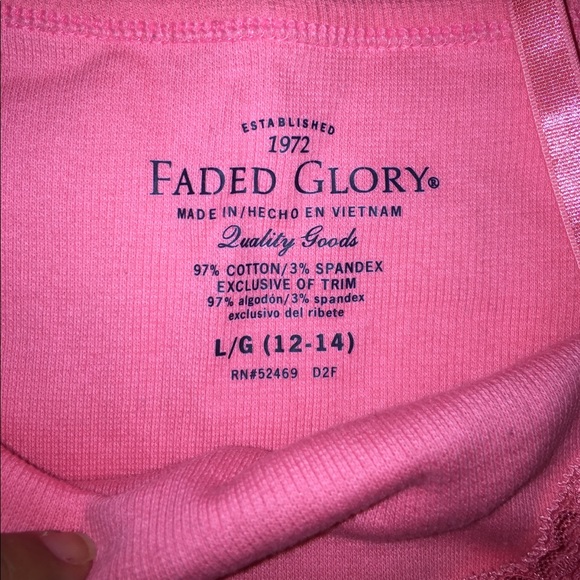 ESTABLISHED
1972
FADED GLORY®
MADE IN/HECHO EN VIETNAM
Quality Goods
97% COTTON/3% SPANDEX
EXCLUSIVE OF TRIM
97% algodón/3% spandex
exclusivo del ribete
L/G (12-14)
RN#52469 D2F